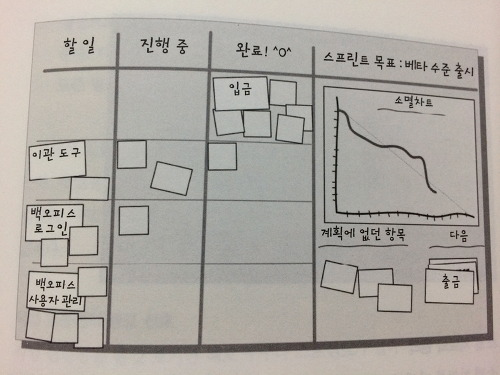 할 일
진행 중
완료! ^O^
스프린트 목표 : 베타 수준 출시
입금
소멸차트
이관 도구
백오피스
로그인
백오피스
사용자 관리
계획에 없던 항목
다음
출금